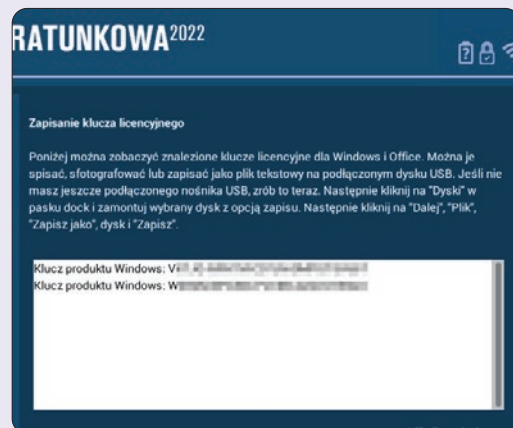 RATUNKOWA2022
Zapisanie klucza licencyjnego
Poniżej można zobaczyć znalezione klucze licencyjne dla Windows i Office. Można je
spisać, sfotografować lub zapisać jako plik tekstowy na podłączonym dysku USB. Jeśli nie
masz jeszcze podłączonego nośnika USB, zrób to teraz. Następnie kliknij na "Dyski" w
pasku dock i zamontuj wybrany dysk z opcją zapisu. Następnie kliknij na "Dalej", "Plik",
"Zapisz jako", dysk i "Zapisz".
Klucz produktu Windows: V
Klucz produktu Windows: W